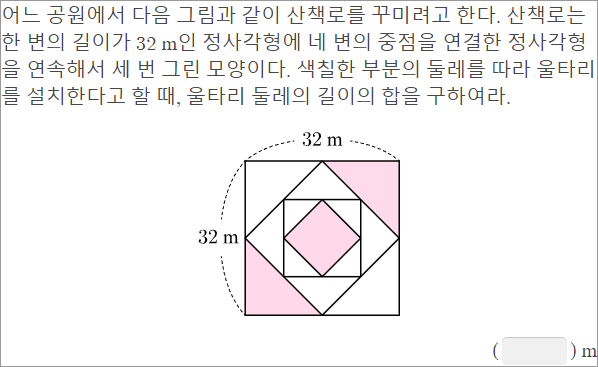 어느 공원에서 다음 그림과 같이 산책로를 꾸미려고 한다. 산책로는
한 변의 길이가 32 m인 정사각형에 네 변의 중점을 연결한 정사각형
을 연속해서 세 번 그린 모양이다. 색칠한 부분의 둘레를 따라 울타리
를 설치한다고 할 때, 울타리 둘레의 길이의 합을 구하여라.
32 m
32 m
( ) m